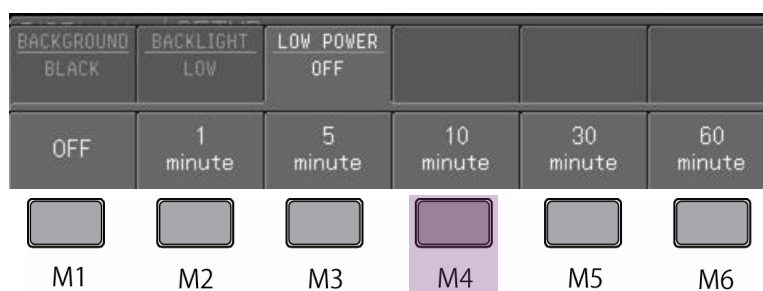 BACKGROUND BACKLIGHT LOW POWER
BLACK LOW OFF
OFF 1 minute 5 minute 10 minute 30 minute 60 minute
M1 M2 M3 M4 M5 M6